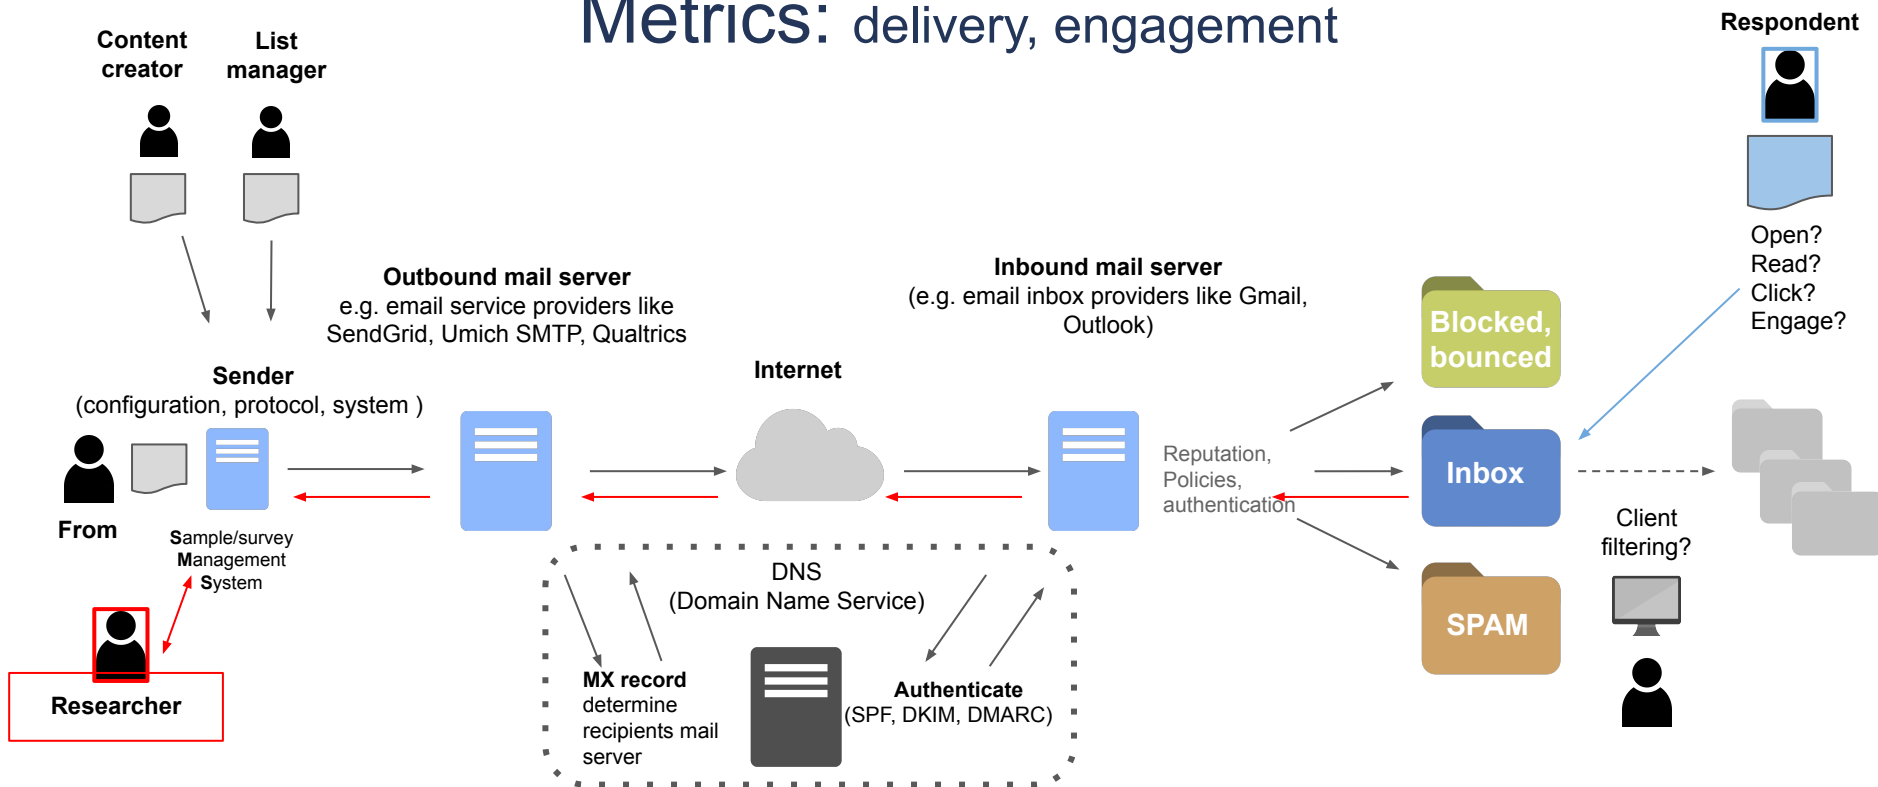 Metrics: delivery, engagement
Content
creator
List
manager
Respondent
Open?
Read?
Click?
Engage?
Outbound mail server
e.g. email service providers like
SendGrid, Umich SMTP, Qualtrics
Inbound mail server
(e.g. email inbox providers like Gmail,
Outlook)
Sender
(configuration, protocol, system )
Internet
Blocked,
bounced
Reputation,
Policies,
authentication
Inbox
From
Sample/survey
Management
System
Client
filtering?
DNS
(Domain Name Service)
SPAM
MX record
determine
recipients mail
server
Authenticate
(SPF, DKIM, DMARC)
Researcher